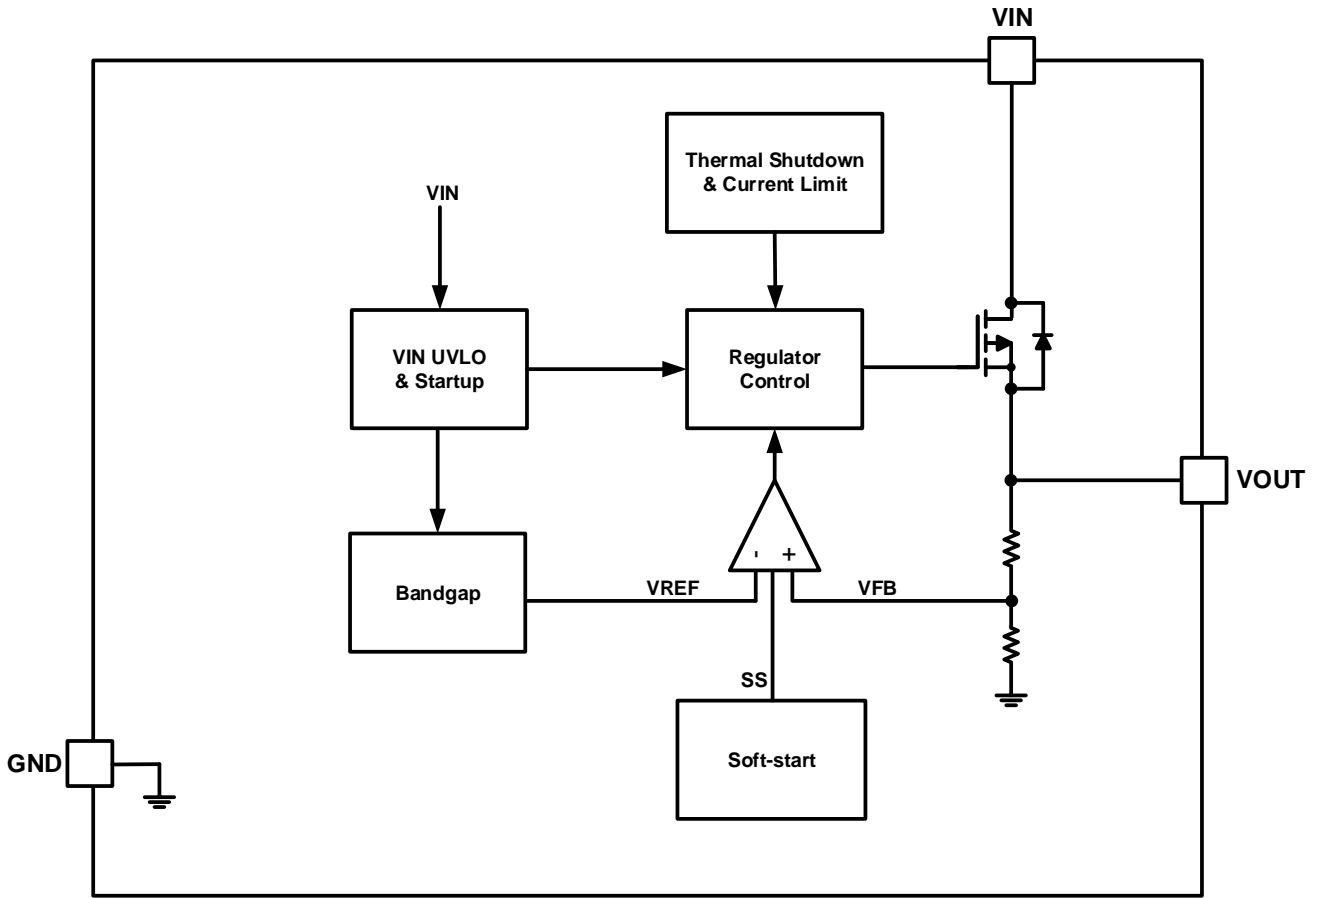 VIN
Thermal Shutdown
& Current Limit
VIN
VIN UVLO
& Startup
Regulator
Control
VOUT
- +
Bandgap
VREF
VFB
SS
Soft-start
GND